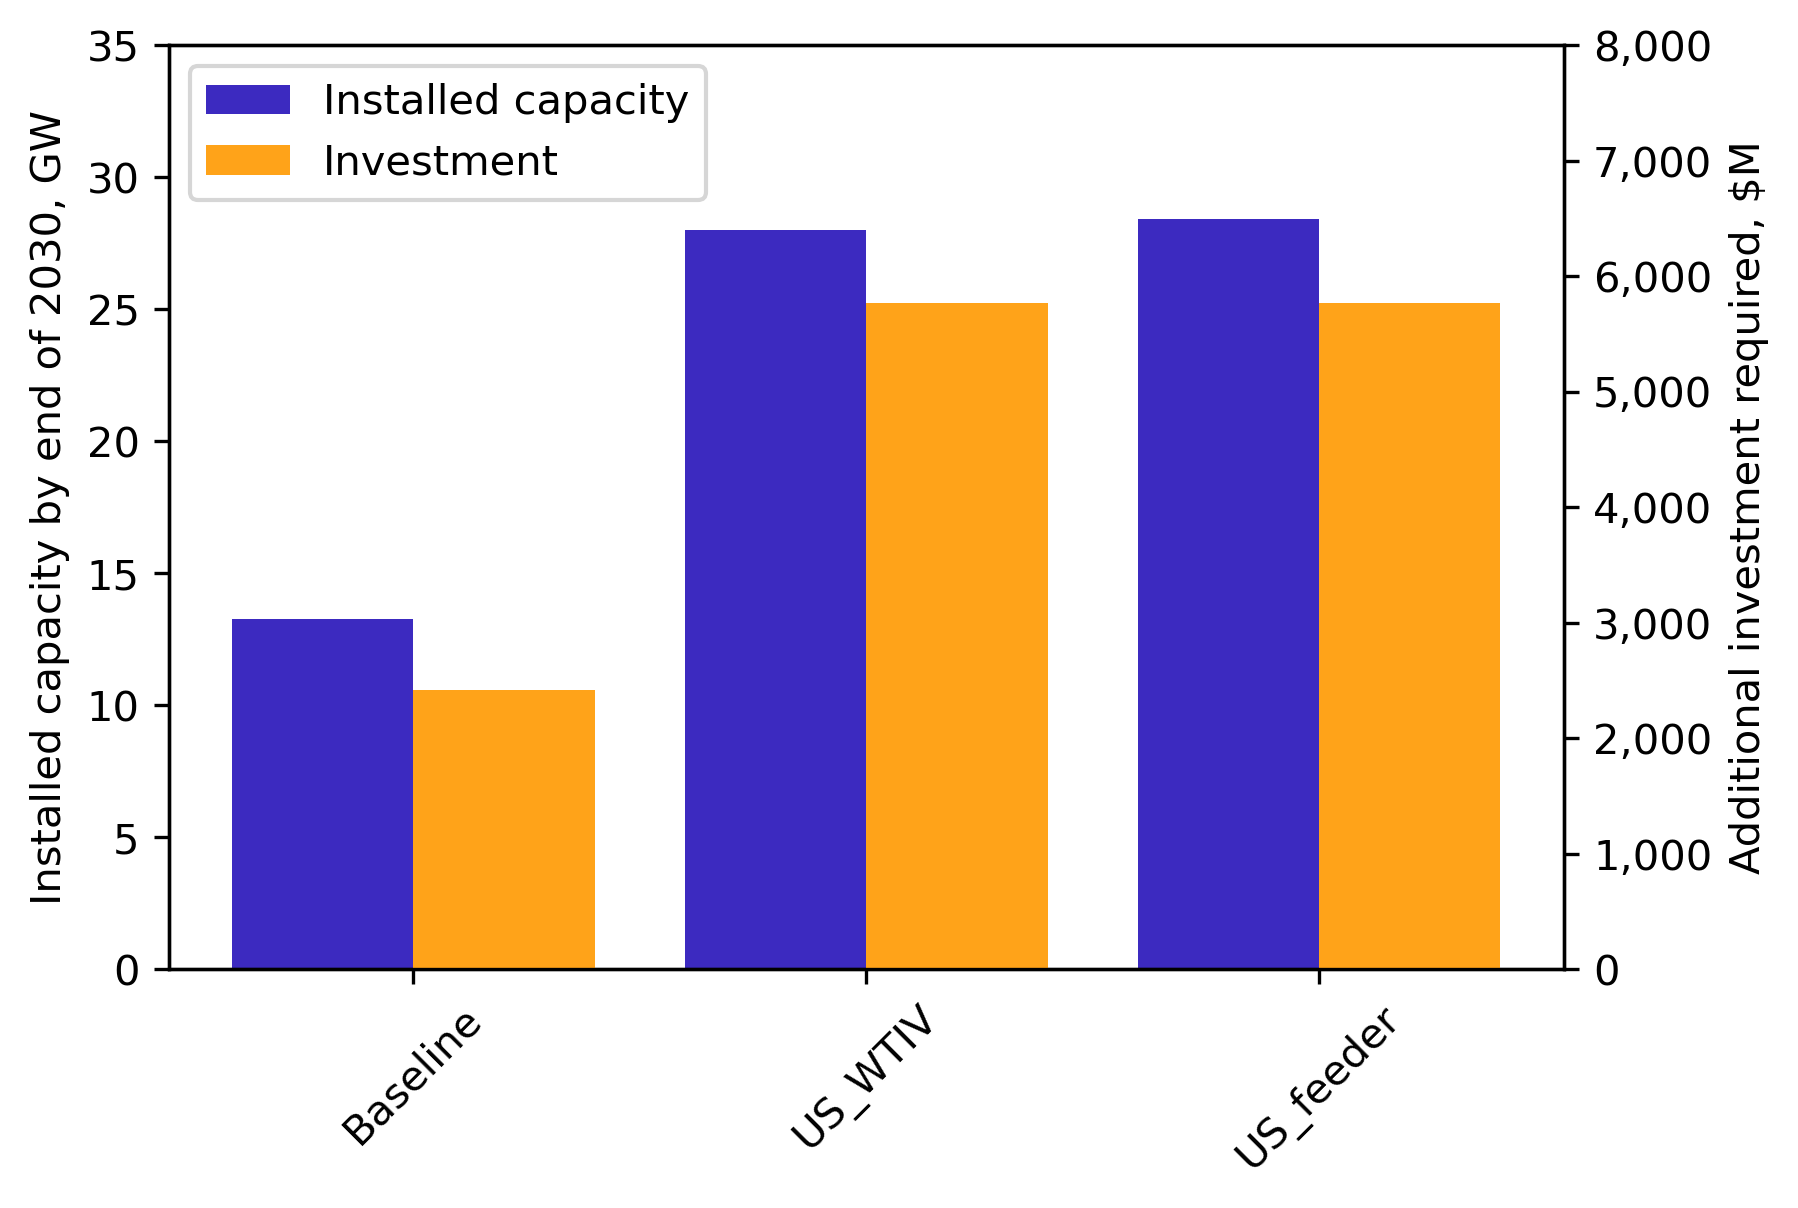 Installed capacity
Investment
Installed capacity by end of 2030, GW
35
30
25
20
15
10
5
0
Additional investment required, $M
8,000
7,000
6,000
5,000
4,000
3,000
2,000
1,000
0
Baseline
US_WTIV
US_feeder